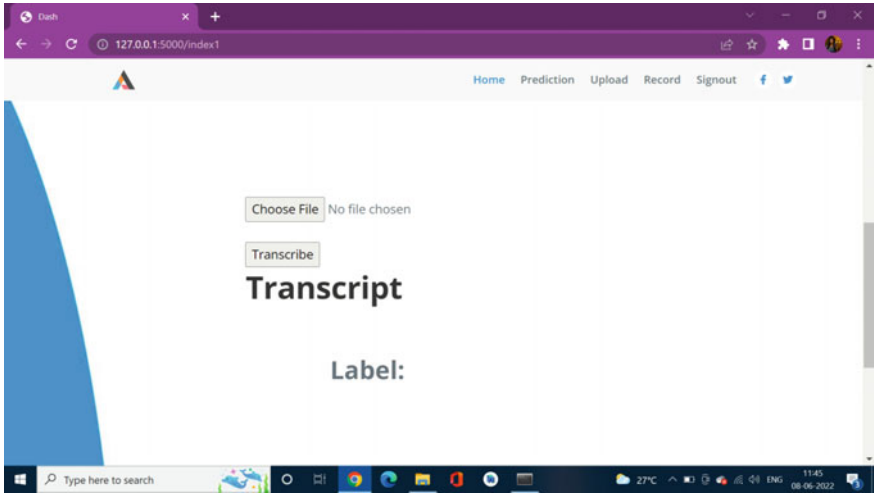 Dash
127.0.0.1:5000/index1
Home Prediction Upload Record Signout
Choose File No file chosen
Transcribe
Transcript
Label:
Type here to search
27°C ENG 11:45
08-06-2022